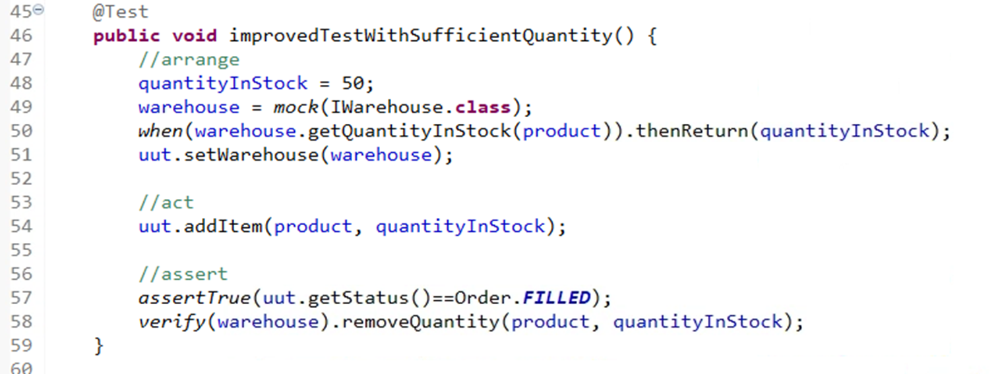 45 @Test
46 public void improvedTestWithSufficientQuantity() {
47 //arrange
48 quantityInStock = 50;
49 warehouse = mock(IWarehouse.class);
50 when(warehouse.getQuantityInStock(product)).thenReturn(quantityInStock);
51 uut.setWarehouse(warehouse);
52
53 //act
54 uut.addItem(product, quantityInStock);
55
56 //assert
57 assertTrue(uut.getStatus()==Order.FILLED);
58 verify(warehouse).removeQuantity(product, quantityInStock);
59 }
60